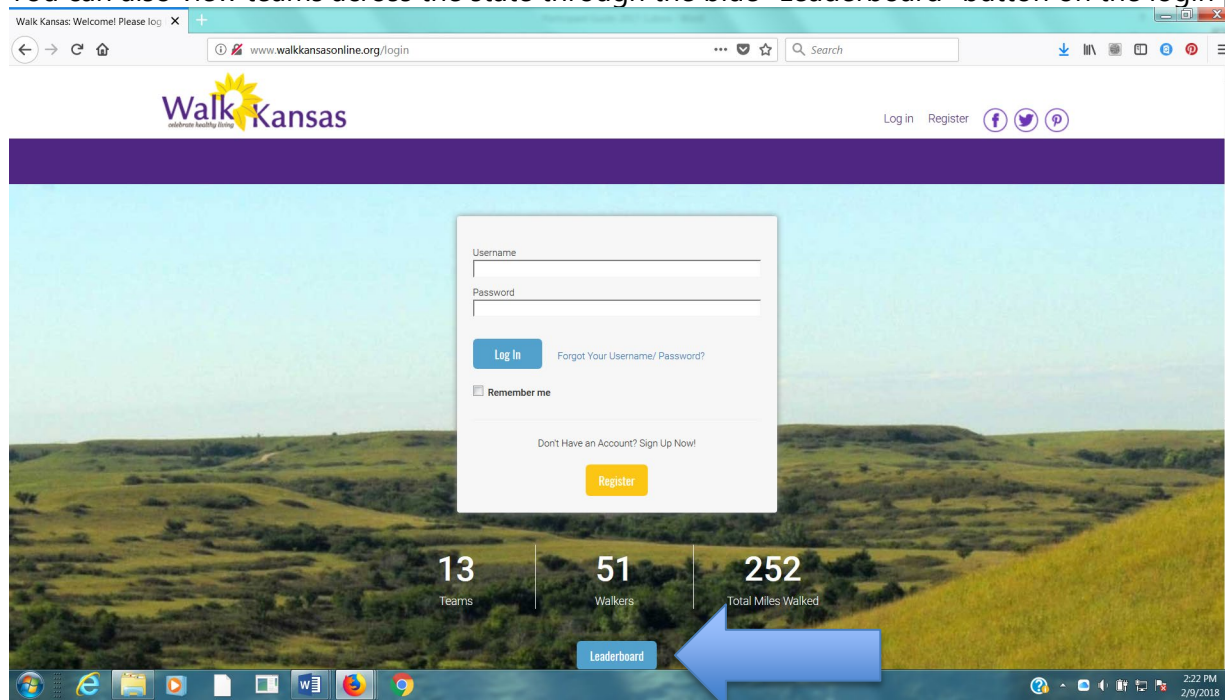 You can also view teams across the state through the blue "Leaderboard" button on the login
Walk Kansas: Welcome! Please log
www.walkkansasonline.org/login
Search
Walk Kansas
celebrate healthy living
Log in Register
Username
Password
Log In Forgot Your Username/ Password?
Remember me
Don't Have an Account? Sign Up Now!
Register
13 51 252
Teams Walkers Total Miles Walked
Leaderboard
2:22 PM
2/9/2018